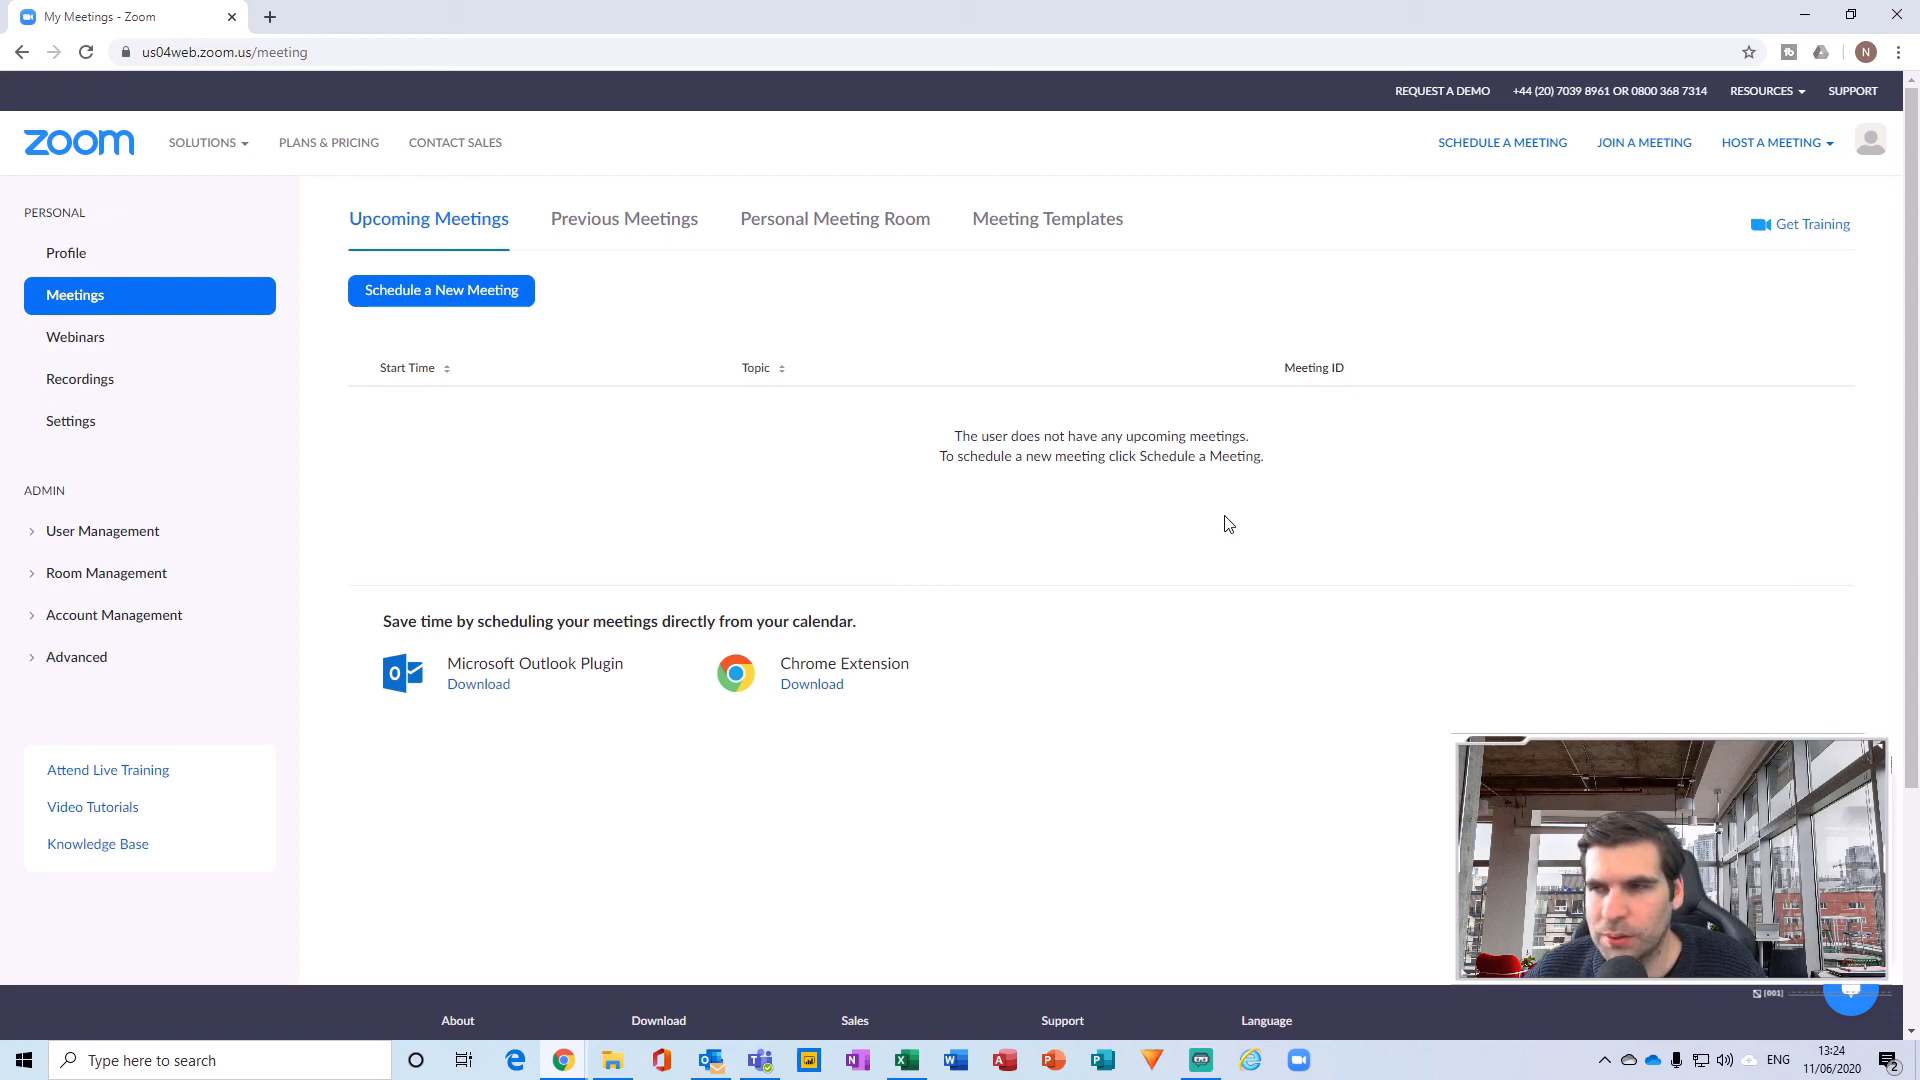 My Meetings - Zoom
us04web.zoom.us/meeting
N
REQUEST A DEMO
+44 (20) 7039 8961 OR 0800 368 7314
RESOURCES
SUPPORT
zoom
SOLUTIONS
PLANS & PRICING
CONTACT SALES
SCHEDULE A MEETING
JOIN A MEETING
HOST A MEETING
PERSONAL
Profile
Meetings
Webinars
Recordings
Settings
ADMIN
User Management
Room Management
Account Management
Advanced
Attend Live Training
Video Tutorials
Knowledge Base
Upcoming Meetings
Previous Meetings
Personal Meeting Room
Meeting Templates
Get Training
Schedule a New Meeting
Start Time
Topic
Meeting ID
The user does not have any upcoming meetings.
To schedule a new meeting click Schedule a Meeting.
Save time by scheduling your meetings directly from your calendar.
Microsoft Outlook Plugin
Download
Chrome Extension
Download
[001]
About
Download
Sales
Support
Language
Type here to search
ENG
13:24
11/06/2020
2